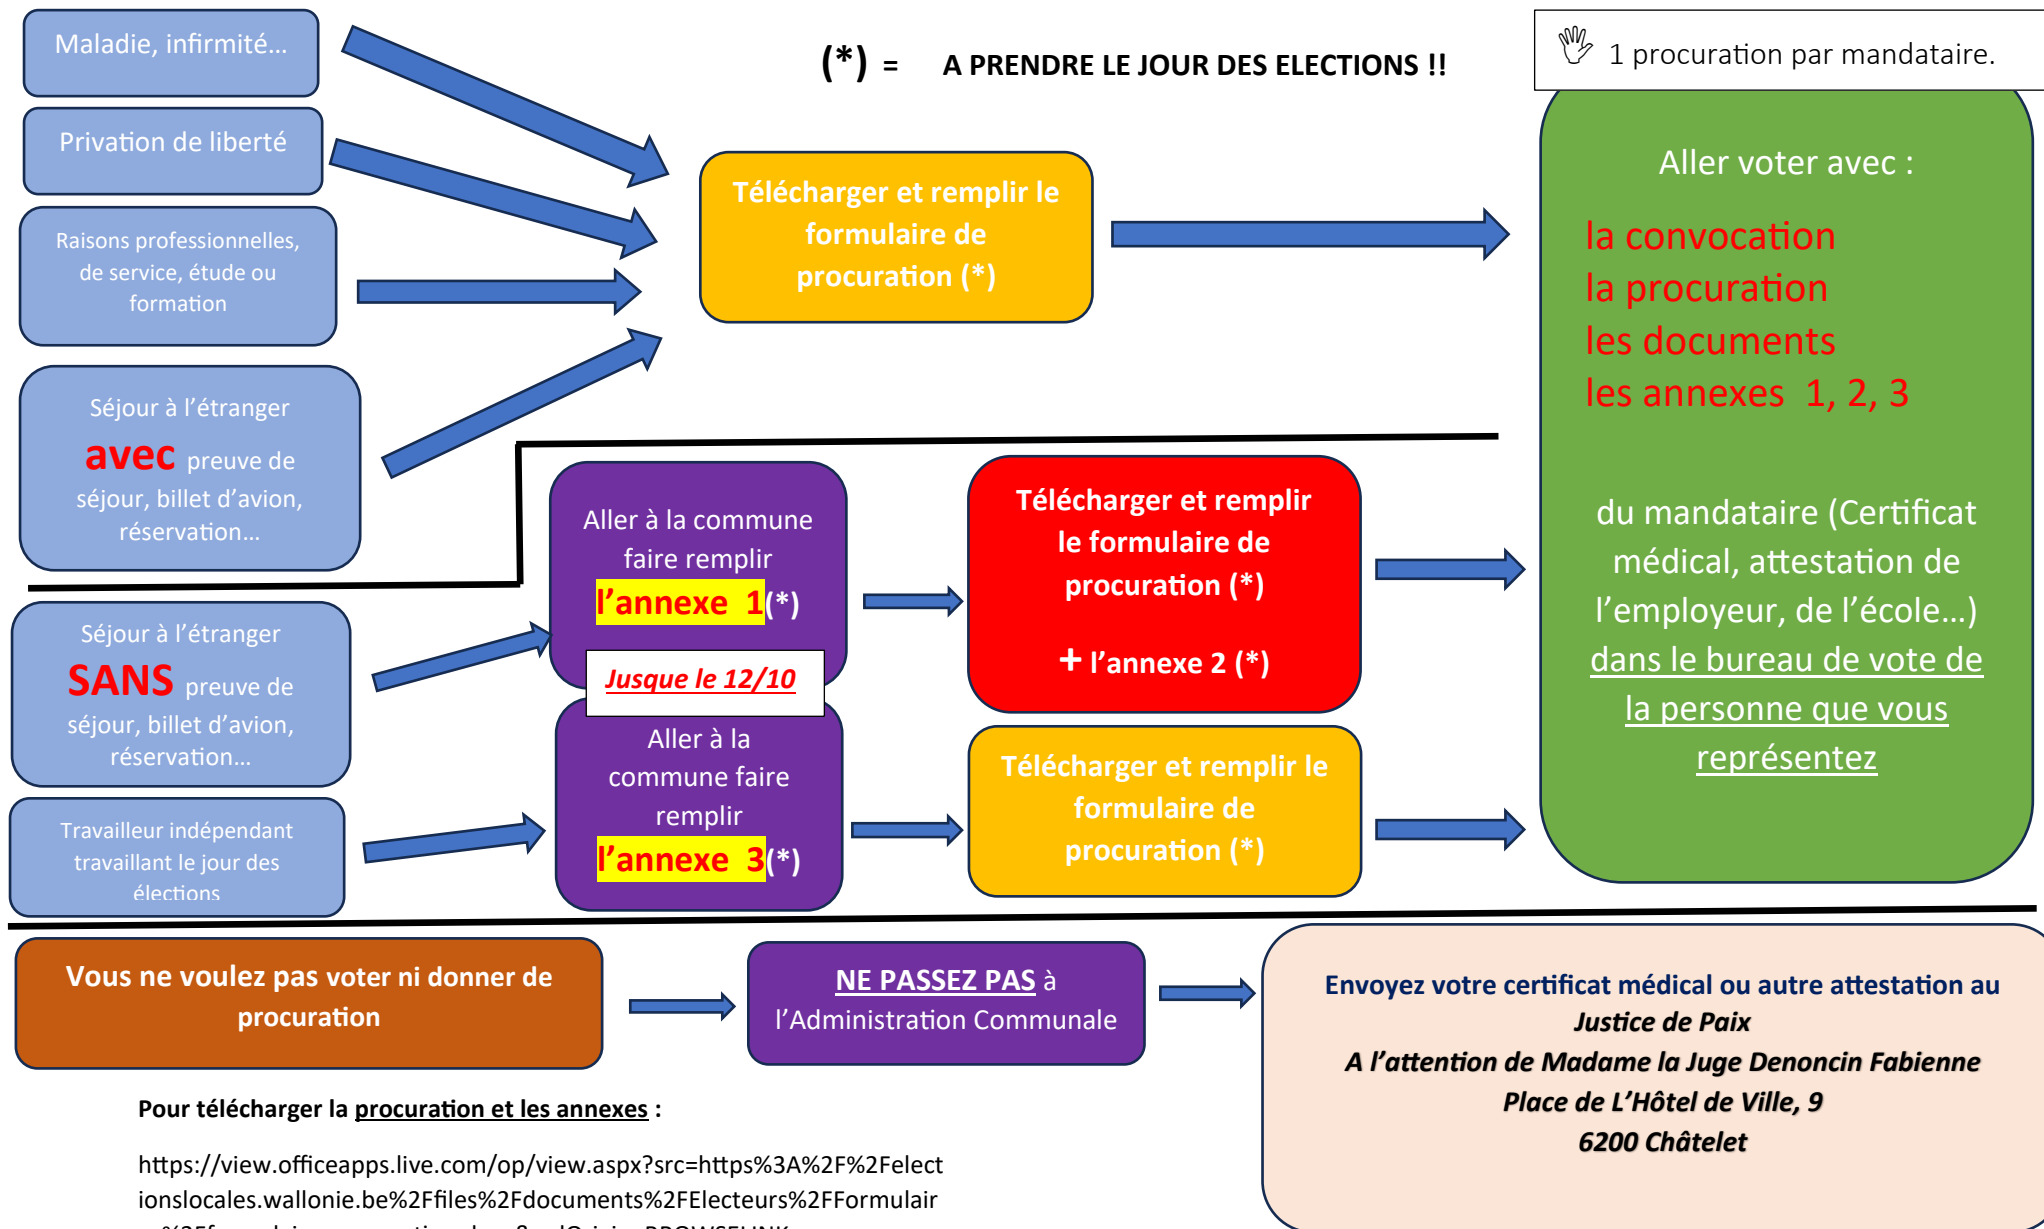 Maladie, infirmité...
(*) = A PRENDRE LE JOUR DES ELECTIONS !!
1 procuration par mandataire.
Privation de liberté
Raisons professionnelles,
de service, étude ou
formation
Séjour à l'étranger
avec preuve de
séjour, billet d'avion,
réservation...
Télécharger et remplir le
formulaire de
procuration (*)
Séjour à l'étranger
SANS preuve de
séjour, billet d'avion,
réservation...
Travailleur indépendant
travaillant le jour des
élections
Aller à la commune
faire remplir
l'annexe 1(*)
Jusque le 12/10
Aller à la
commune faire
remplir
l'annexe 3(*)
Télécharger et remplir
le formulaire de
procuration (*)
+ l'annexe 2 (*)
Télécharger et remplir le
formulaire de
procuration (*)
Aller voter avec :
la convocation
la procuration
les documents
les annexes 1, 2, 3
du mandataire (Certificat
médical, attestation de
l'employeur, de l'école...)
dans le bureau de vote de
la personne que vous
représentez
Vous ne voulez pas voter ni donner de
procuration
NE PASSEZ PAS à
l'Administration Communale
Envoyez votre certificat médical ou autre attestation au
Justice de Paix
A l'attention de Madame la Juge Denoncin Fabienne
Place de L'Hôtel de Ville, 9
6200 Châtelet
Pour télécharger la procuration et les annexes :
https://view.officeapps.live.com/op/view.aspx?src=https%3A%2F%2Felect
ionslocales.wallonie.be%2Ffiles%2Fdocuments%2FElecteurs%2FFormulair